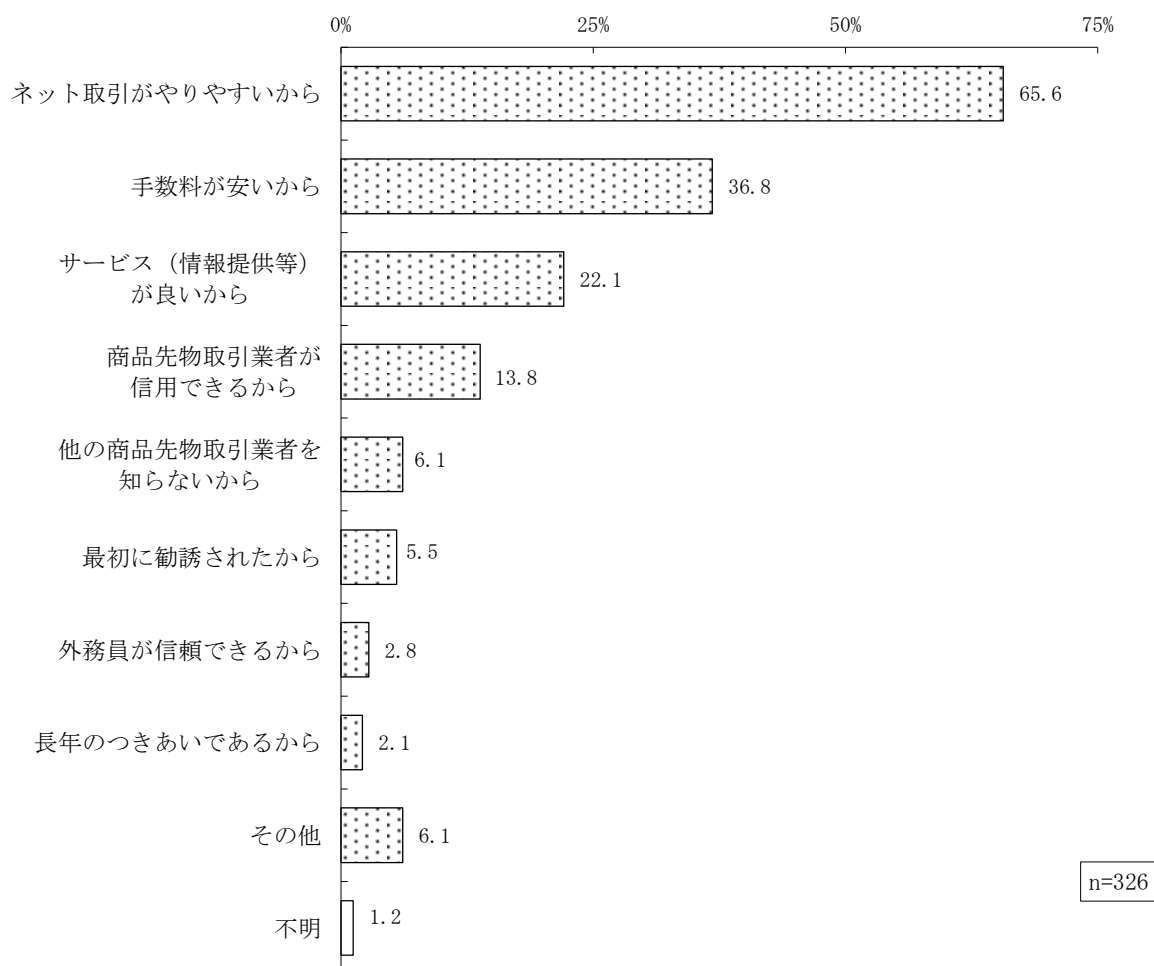 0% 25% 50% 75%
ネット取引がやりやすいから 65.6
手数料が安いから 36.8
サービス（情報提供等）
が良いから 22.1
商品先物取引業者が
信用できるから 13.8
他の商品先物取引業者を
知らないから 6.1
最初に勧誘されたから 5.5
外務員が信頼できるから 2.8
長年のつきあいであるから 2.1
その他 6.1
n=326
不明 1.2